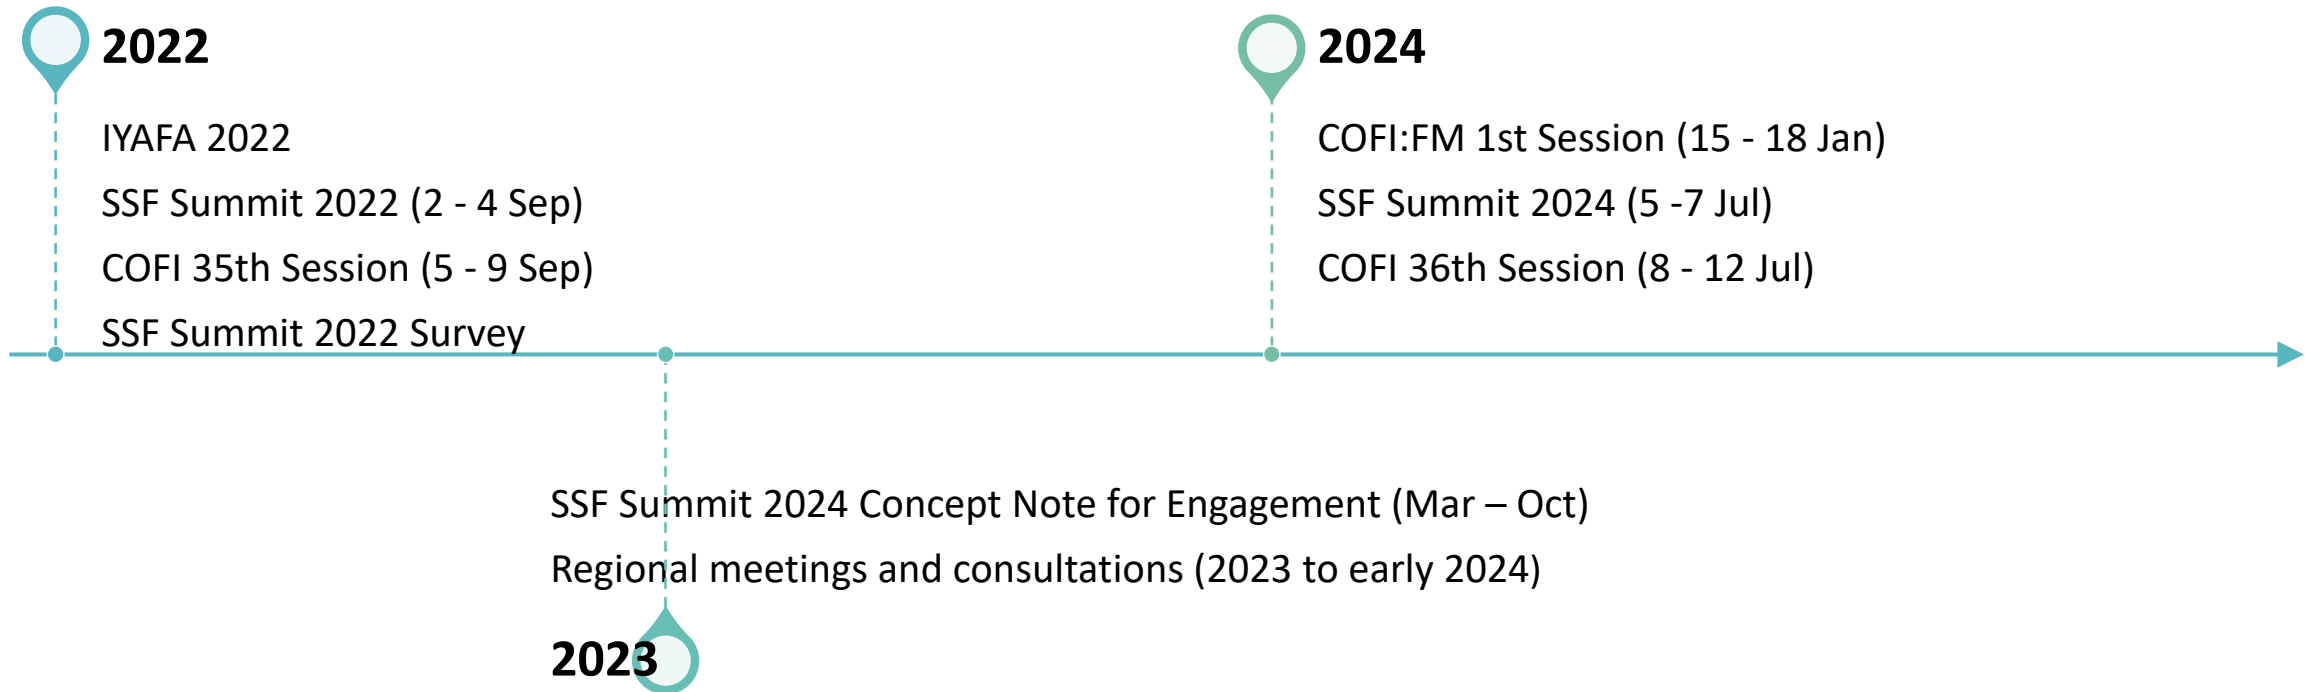 2022
IYAFA 2022
SSF Summit 2022 (2 - 4 Sep)
COFI 35th Session (5 - 9 Sep)
SSF Summit 2022 Survey
2024
COFI:FM 1st Session (15 - 18 Jan)
SSF Summit 2024 (5 -7 Jul)
COFI 36th Session (8 - 12 Jul)
SSF Summit 2024 Concept Note for Engagement (Mar – Oct)
Regional meetings and consultations (2023 to early 2024)
2023